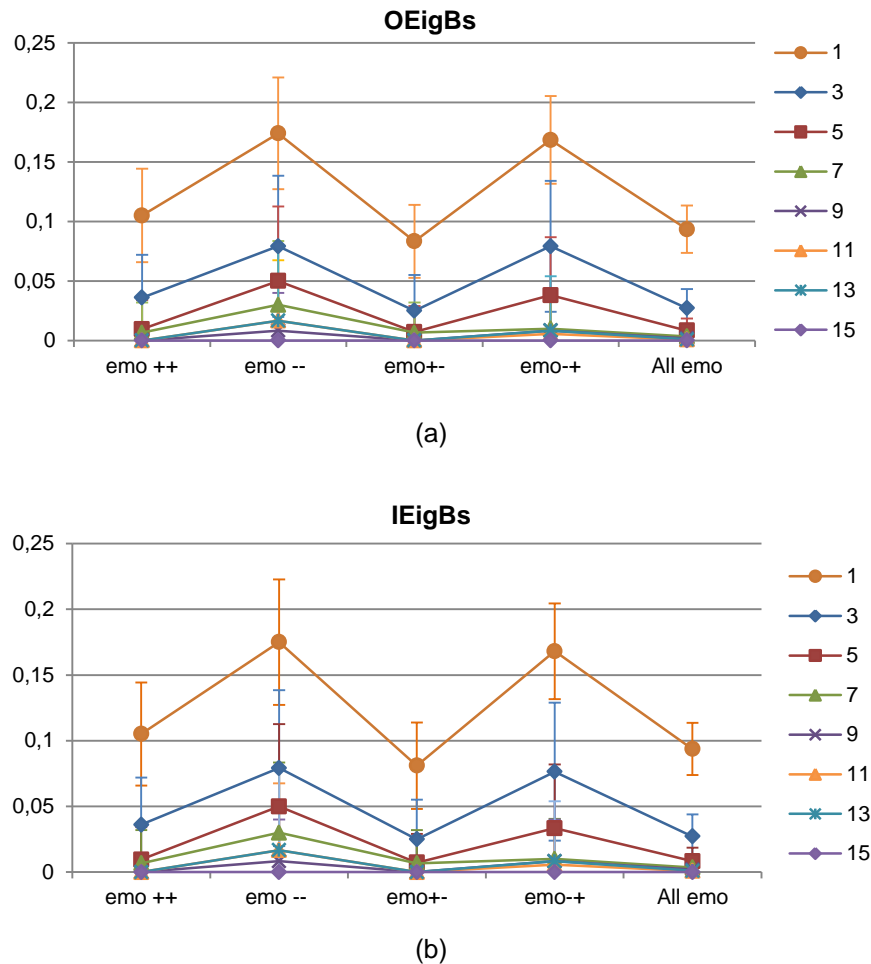 OEigBs
0,25
0,2
0,15
0,1
0,05
0
emo ++
emo --
emo+-
emo-+
All emo
1
3
5
7
9
11
13
15
(a)
IEigBs
0,25
0,2
0,15
0,1
0,05
0
emo ++
emo --
emo+-
emo-+
All emo
1
3
5
7
9
11
13
15
(b)